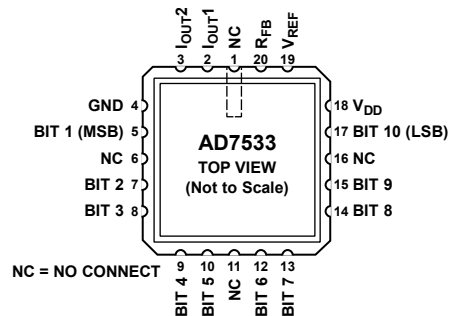 IOUT2
IOUT1
NC
RFB
VREF
3 2 1 20 19
GND 4
BIT 1 (MSB) 5
NC 6
BIT 2 7
BIT 3 8
18 VDD
17 BIT 10 (LSB)
16 NC
15 BIT 9
14 BIT 8
AD7533
TOP VIEW
(Not to Scale)
NC = NO CONNECT
9 10 11 12 13
BIT 4
BIT 5
NC
BIT 6
BIT 7